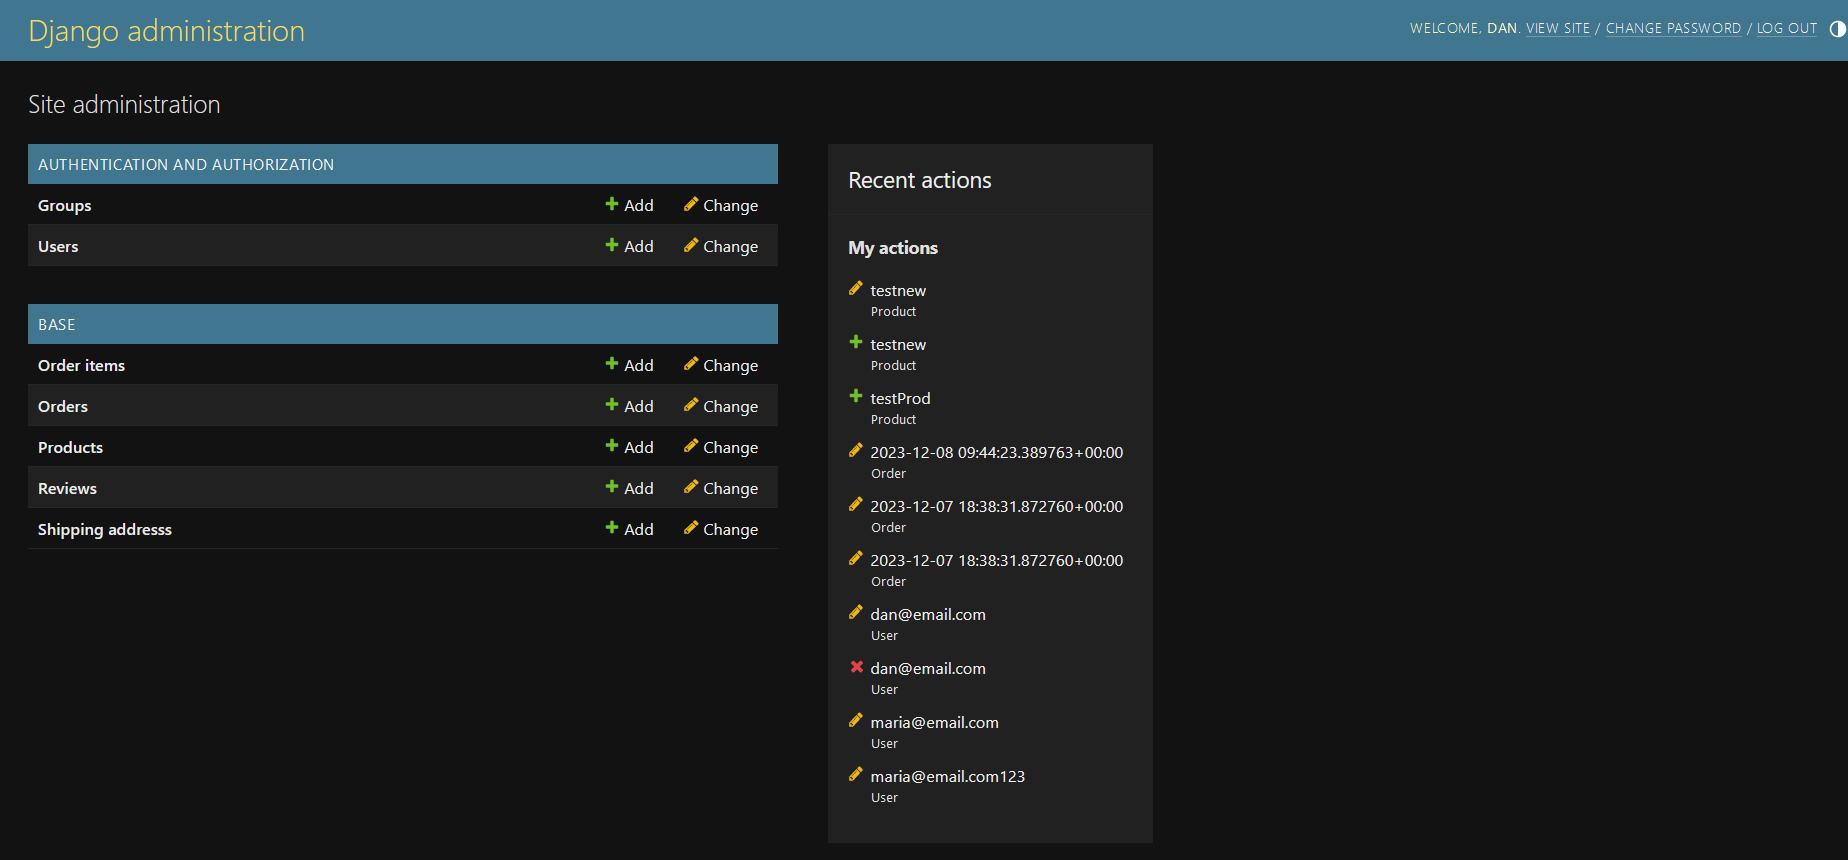 Django administration
WELCOME, DAN. VIEW SITE / CHANGE PASSWORD / LOG OUT
Site administration
AUTHENTICATION AND AUTHORIZATION
Groups Add Change
Users Add Change
BASE
Order items Add Change
Orders Add Change
Products Add Change
Reviews Add Change
Shipping addresss Add Change
Recent actions
My actions
testnew
Product
testnew
Product
testProd
Product
2023-12-08 09:44:23.389763+00:00
Order
2023-12-07 18:38:31.872760+00:00
Order
2023-12-07 18:38:31.872760+00:00
Order
dan@email.com
User
dan@email.com
User
maria@email.com
User
maria@email.com123
User